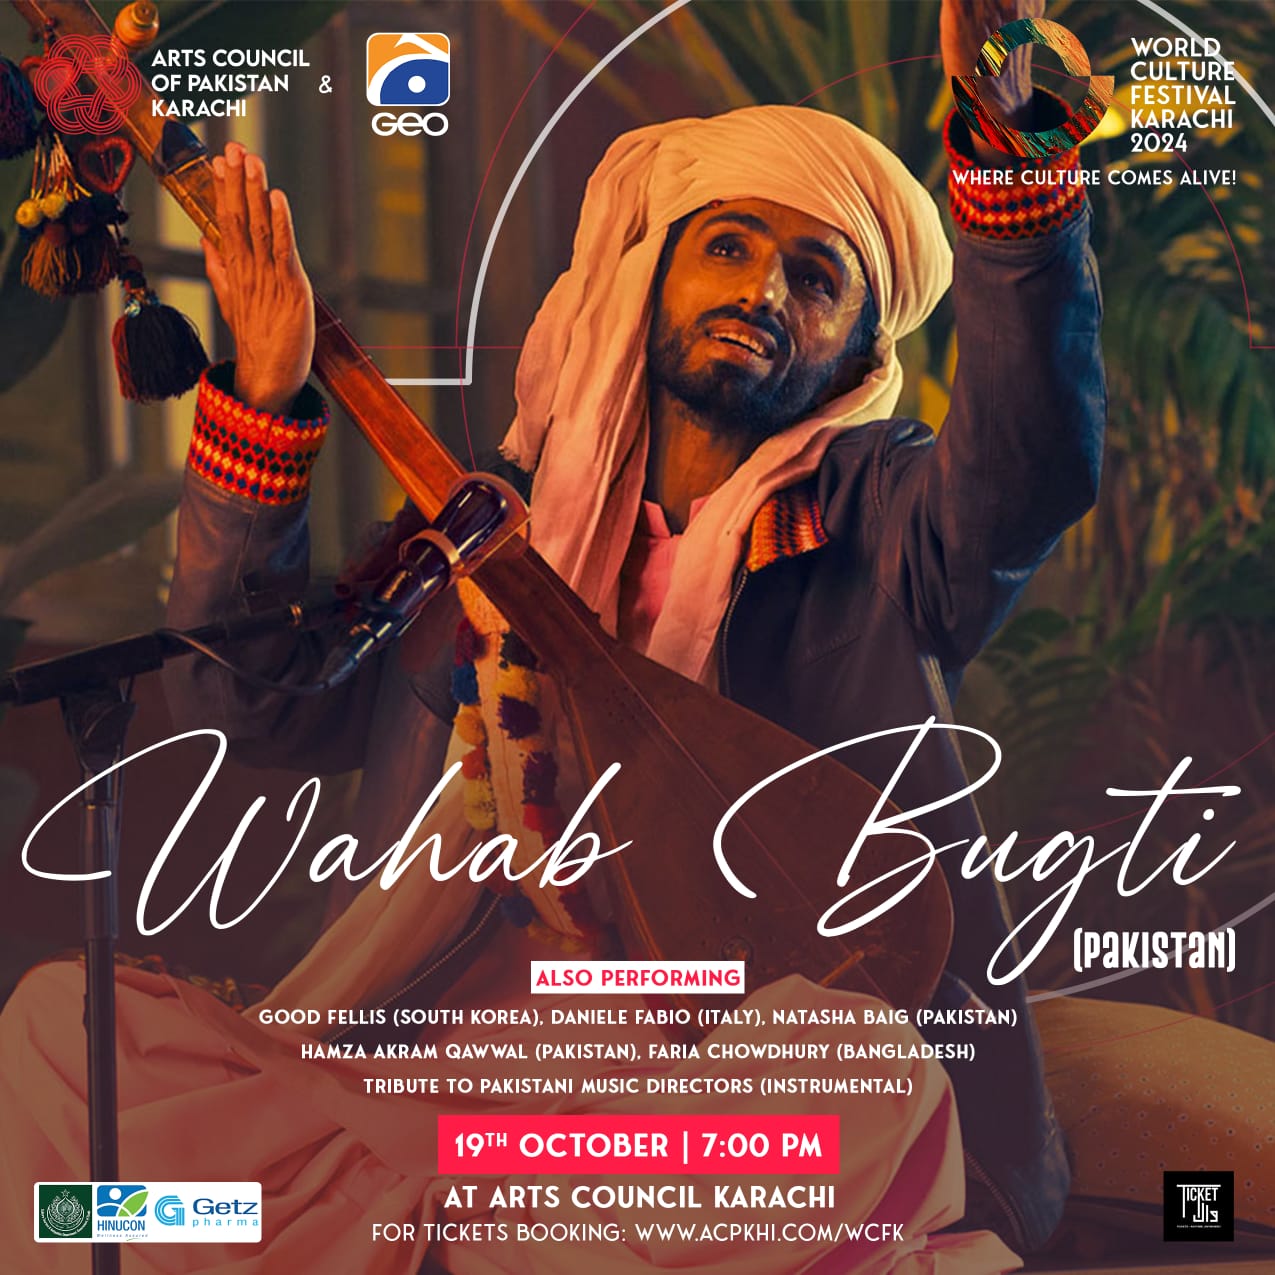 ARTS COUNCIL
OF PAKISTAN
KARACHI
&
GEO
WORLD
CULTURE
FESTIVAL
KARACHI
2024
WHERE CULTURE COMES ALIVE!
Wahab Bugti
(PAKISTAN)
ALSO PERFORMING
GOOD FELLIS (SOUTH KOREA), DANIELE FABIO (ITALY), NATASHA BAIG (PAKISTAN)
HAMZA AKRAM QAWWAL (PAKISTAN), FARIA CHOWDHURY (BANGLADESH)
TRIBUTE TO PAKISTANI MUSIC DIRECTORS (INSTRUMENTAL)
19TH OCTOBER | 7:00 PM
AT ARTS COUNCIL KARACHI
FOR TICKETS BOOKING: WWW.ACPKHI.COM/WCFK
HINUCON
Wellness Assured
Getz
pharma
TICKET